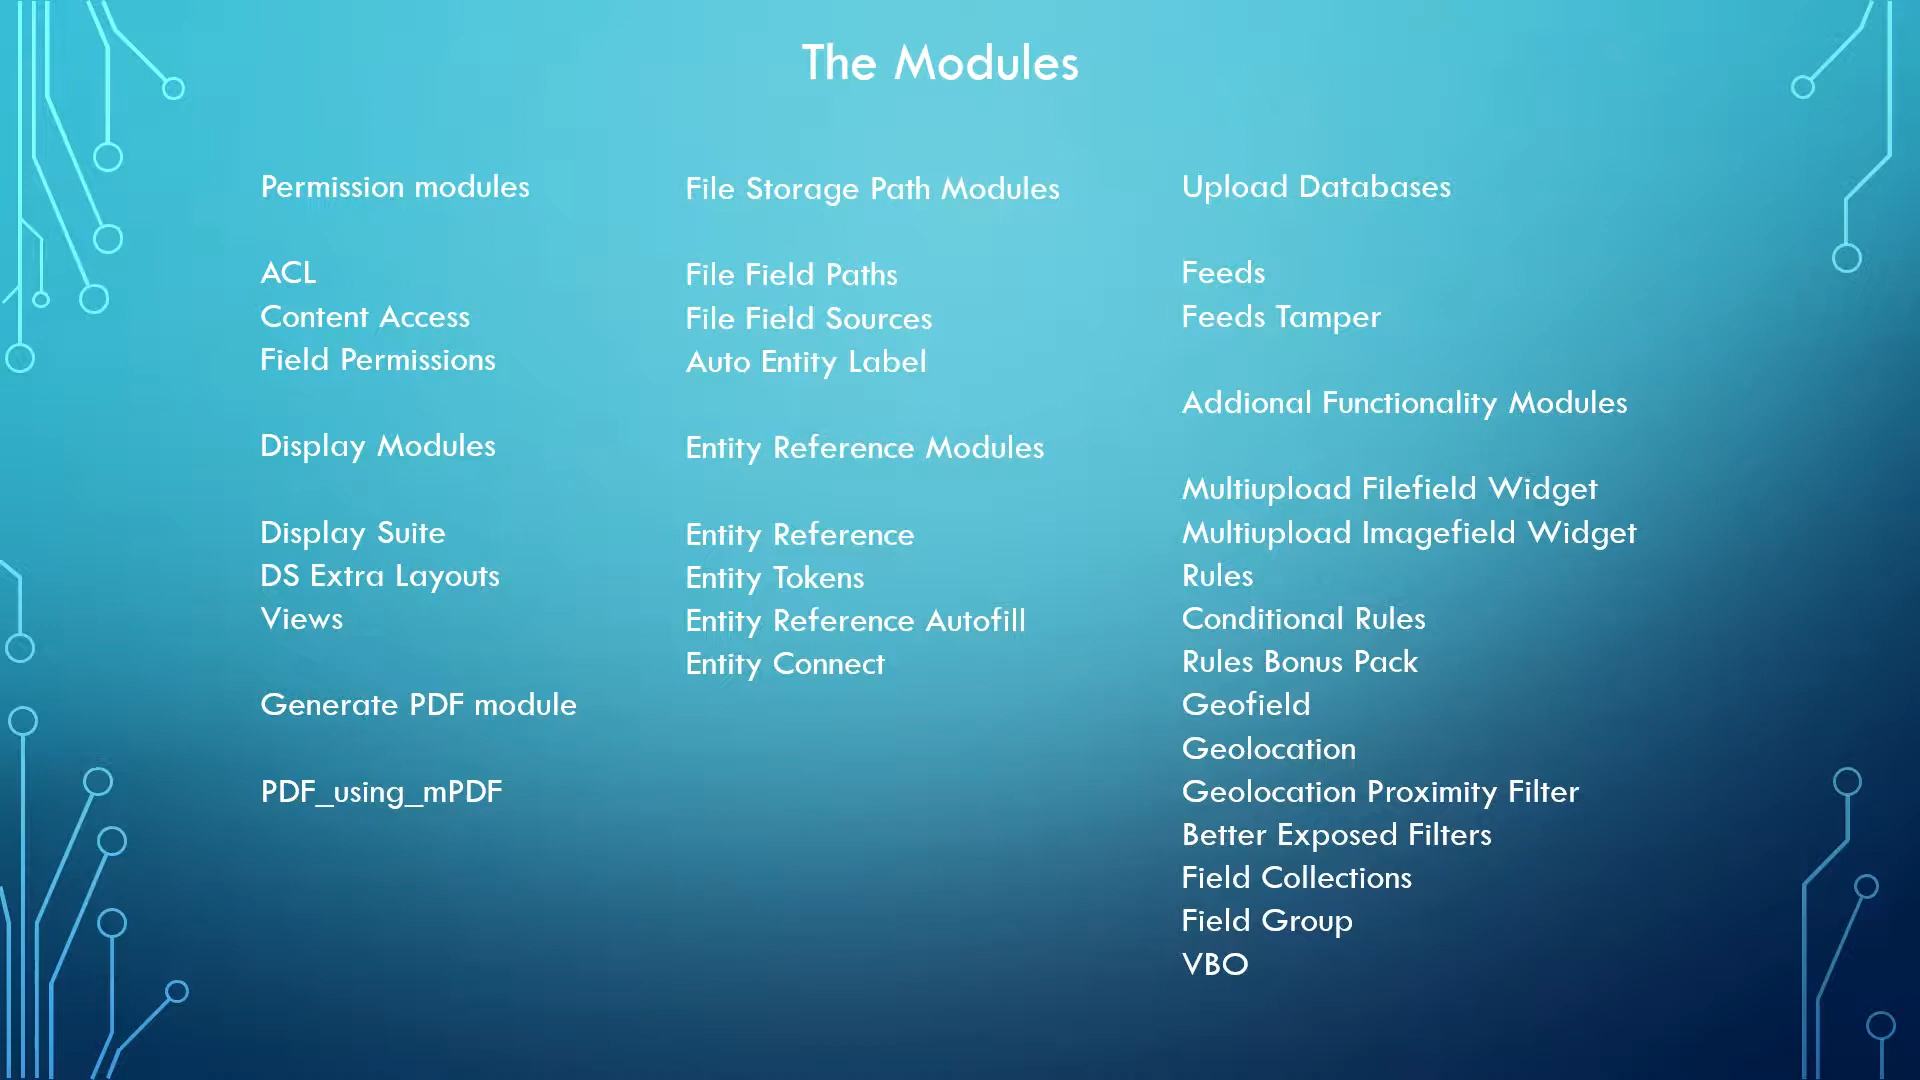 The Modules
Permission modules
ACL
Content Access
Field Permissions
Display Modules
Display Suite
DS Extra Layouts
Views
Generate PDF module
PDF_using_mPDF
File Storage Path Modules
File Field Paths
File Field Sources
Auto Entity Label
Entity Reference Modules
Entity Reference
Entity Tokens
Entity Reference Autofill
Entity Connect
Upload Databases
Feeds
Feeds Tamper
Addional Functionality Modules
Multiupload Filefield Widget
Multiupload Imagefield Widget
Rules
Conditional Rules
Rules Bonus Pack
Geofield
Geolocation
Geolocation Proximity Filter
Better Exposed Filters
Field Collections
Field Group
VBO